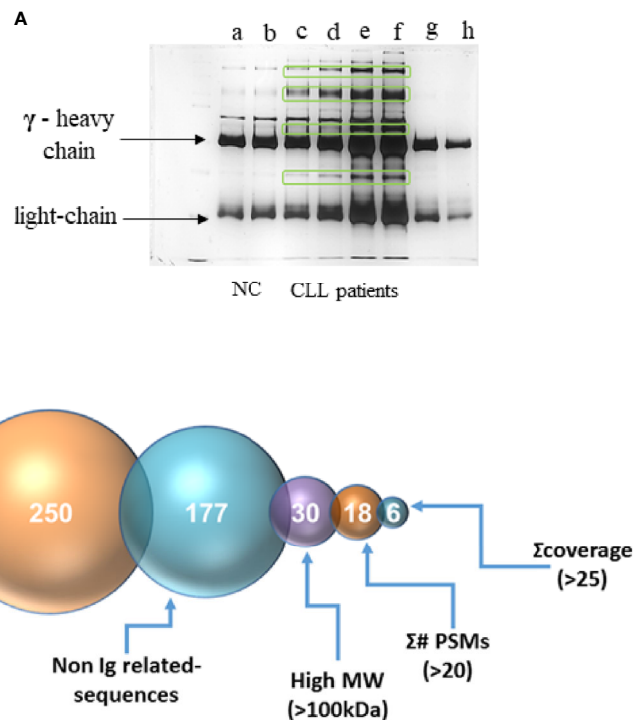 A
a b c d e f g h
γ - heavy
chain
light-chain
NC CLL patients
250 177 30 18 6
Σcoverage
(>25)
Σ# PSMs
(>20)
Non Ig related-
sequences
High MW
(>100kDa)